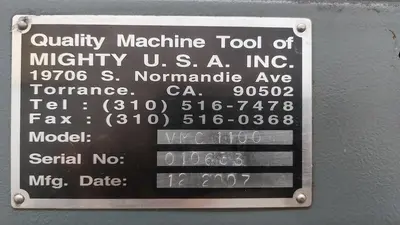 Quality Machine Tool of
MIGHTY U. S. A. INC.
19706 S. Normandie Ave
Torrance. CA. 90502
Tel : (310) 516-7478
Fax : (310) 516-0368
Model:
Serial No:
Mfg. Date: 12 2007